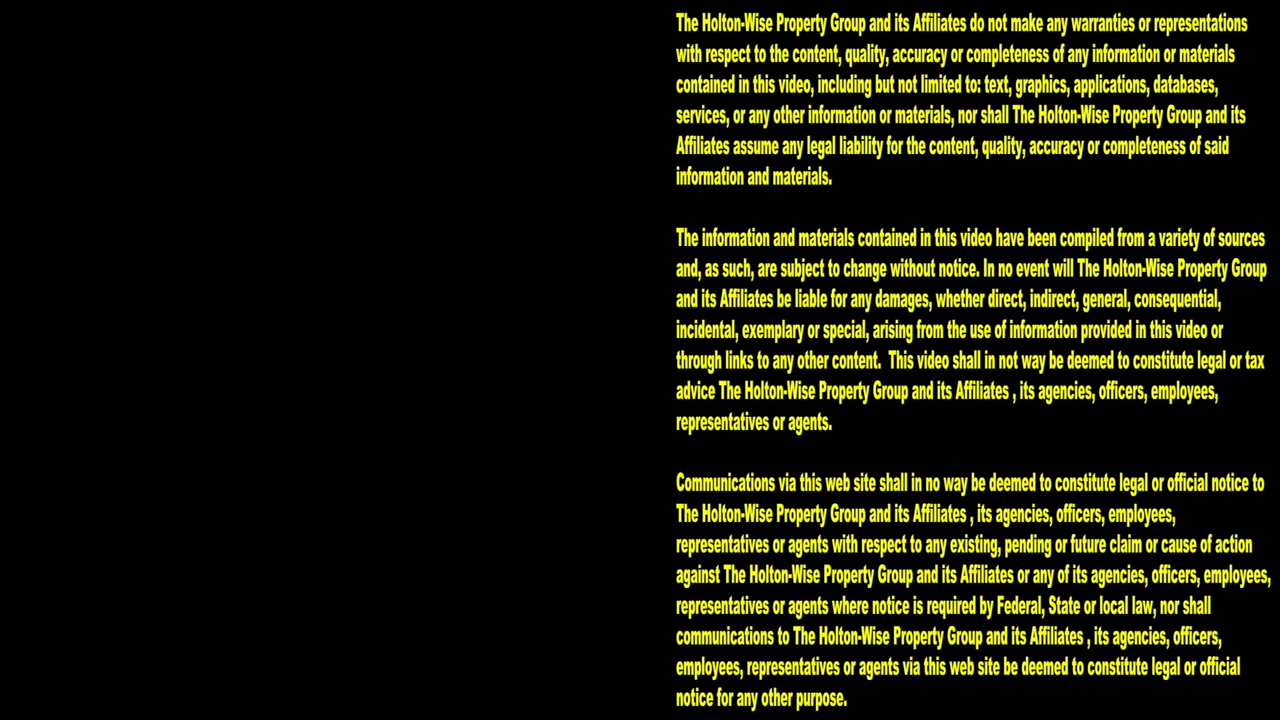 The Holton-Wise Property Group and its Affiliates do not make any warranties or representations
with respect to the content, quality, accuracy or completeness of any information or materials
contained in this video, including but not limited to: text, graphics, applications, databases,
services, or any other information or materials, nor shall The Holton-Wise Property Group and its
Affiliates assume any legal liability for the content, quality, accuracy or completeness of said
information and materials.
The information and materials contained in this video have been compiled from a variety of sources
and, as such, are subject to change without notice. In no event will The Holton-Wise Property Group
and its Affiliates be liable for any damages, whether direct, indirect, general, consequential,
incidental, exemplary or special, arising from the use of information provided in this video or
through links to any other content.  This video shall in not way be deemed to constitute legal or tax
advice The Holton-Wise Property Group and its Affiliates , its agencies, officers, employees,
representatives or agents.
Communications via this web site shall in no way be deemed to constitute legal or official notice to
The Holton-Wise Property Group and its Affiliates , its agencies, officers, employees,
representatives or agents with respect to any existing, pending or future claim or cause of action
against The Holton-Wise Property Group and its Affiliates or any of its agencies, officers, employees,
representatives or agents where notice is required by Federal, State or local law, nor shall
communications to The Holton-Wise Property Group and its Affiliates , its agencies, officers,
employees, representatives or agents via this web site be deemed to constitute legal or official
notice for any other purpose.